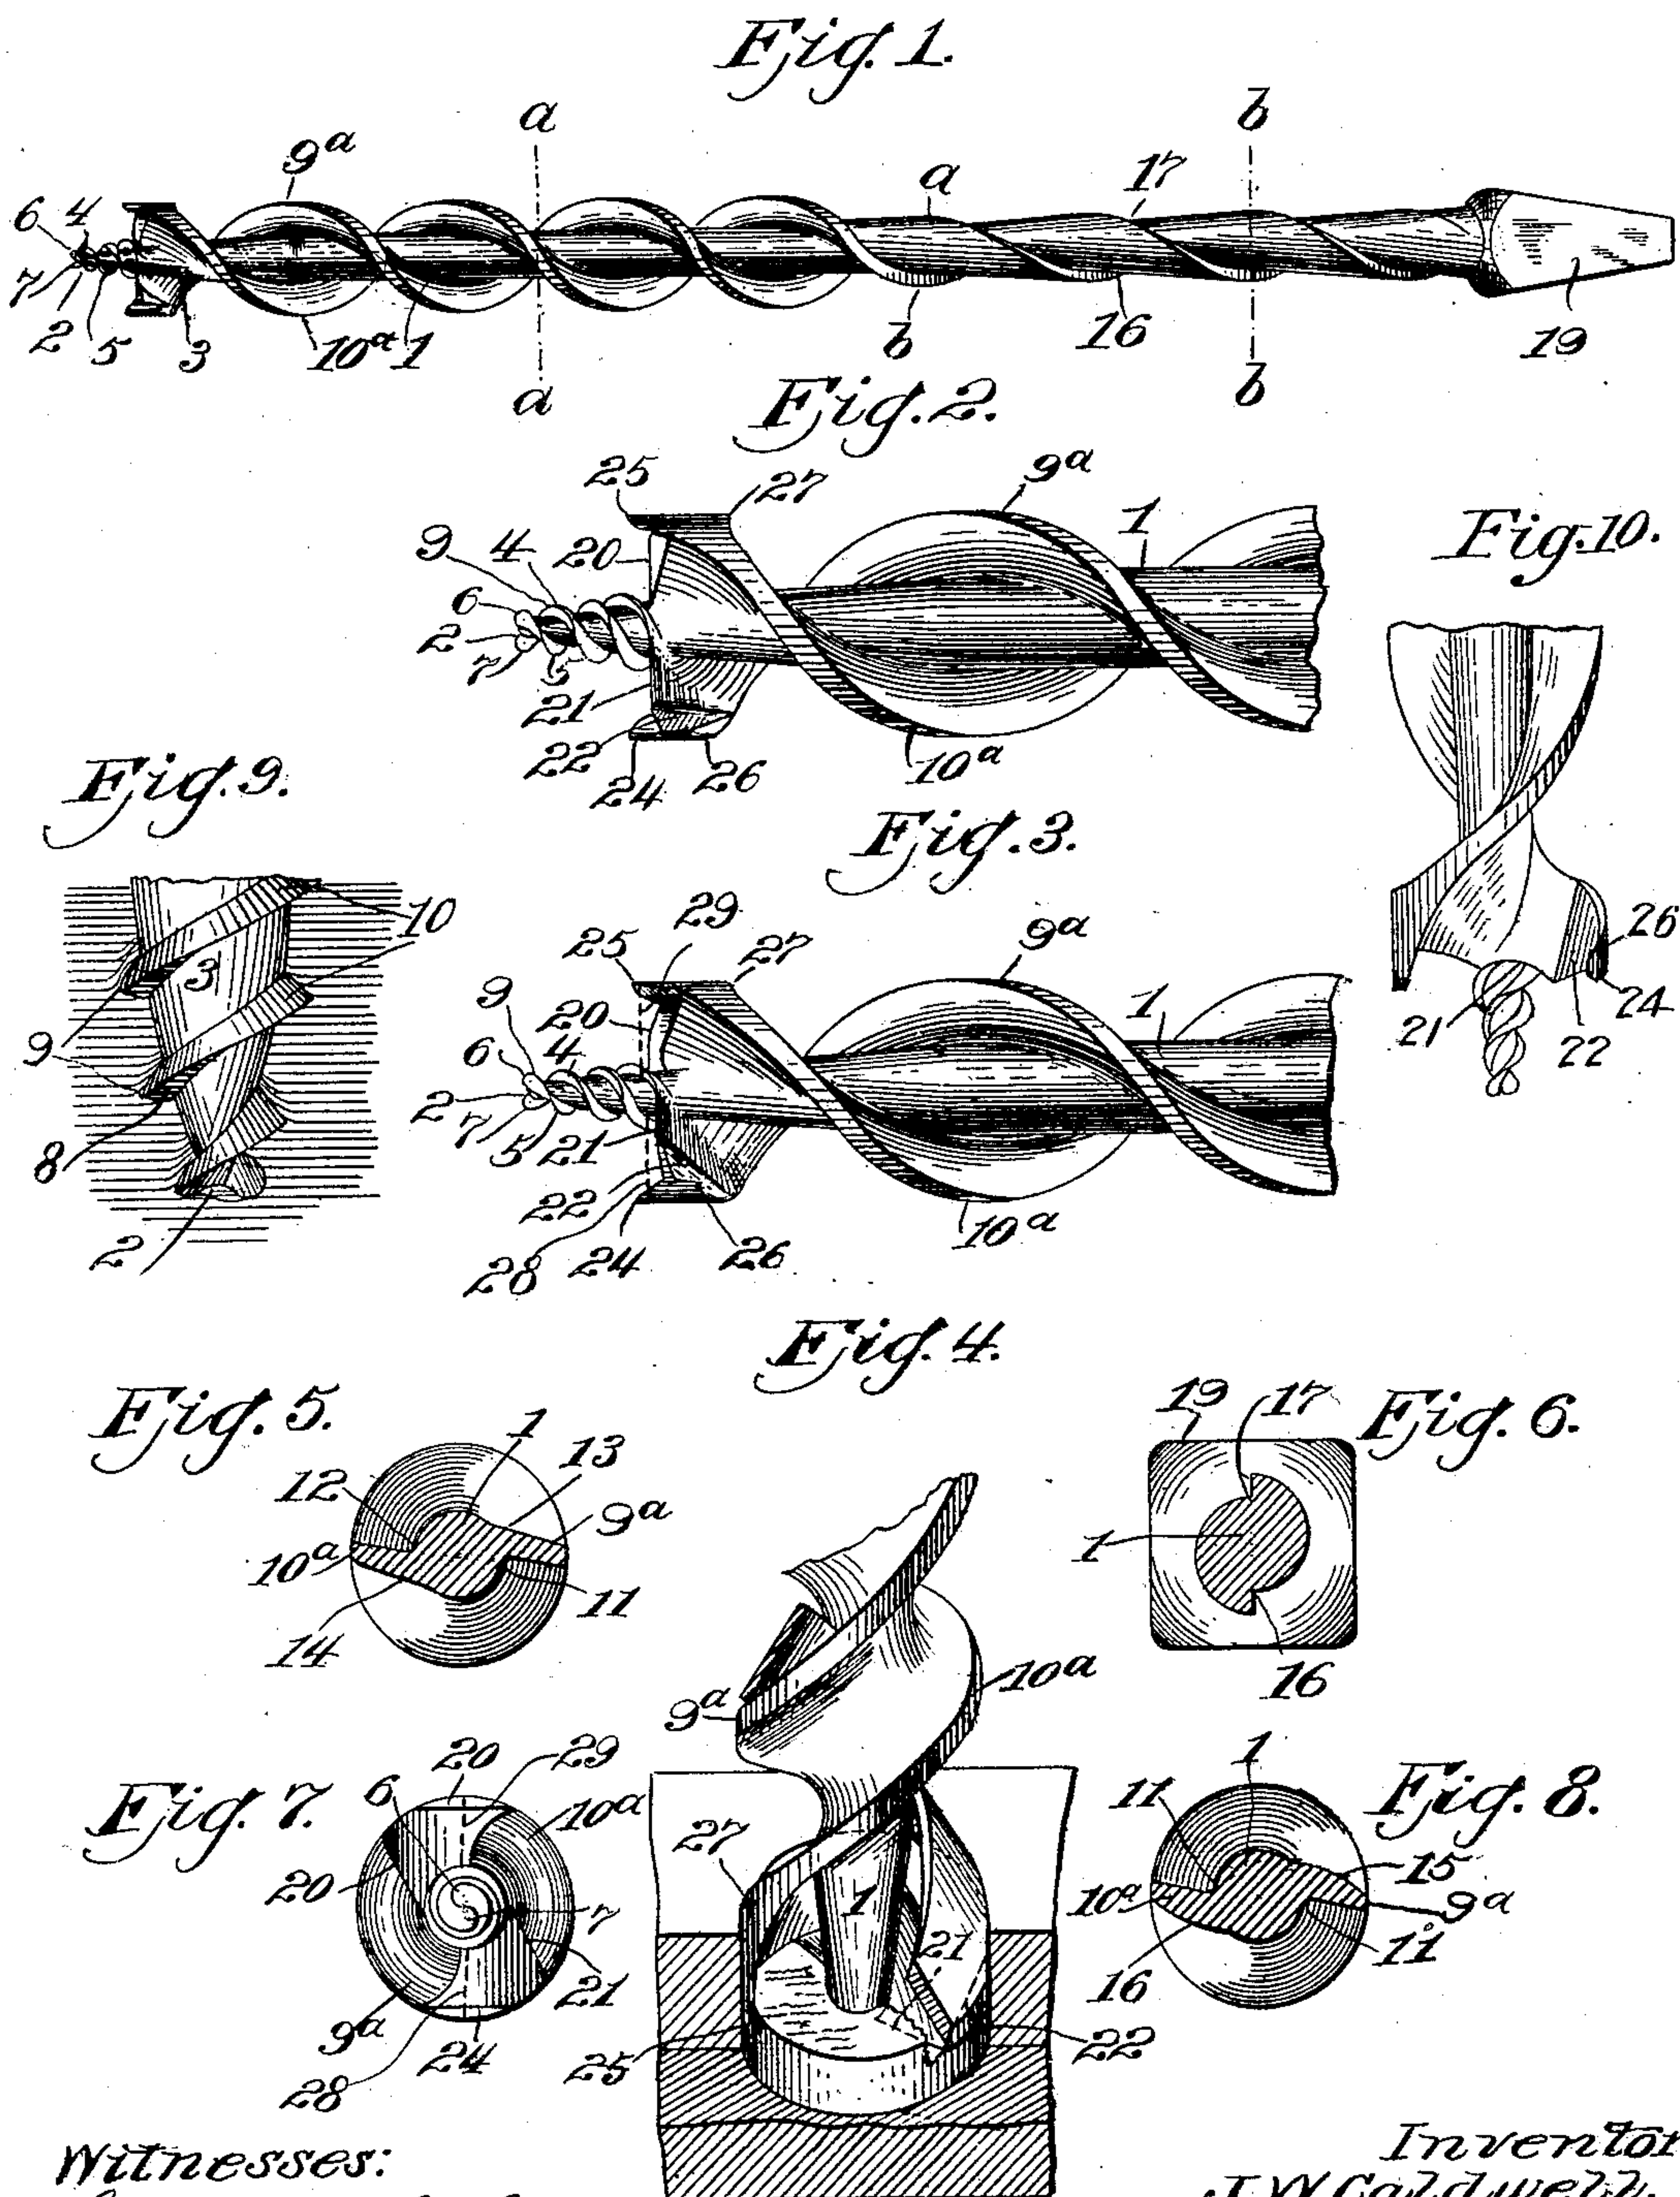 Fig. 1.
a
b
9a
a
17
6
4
7
2
5
3
10a
1
b
16
19
a
b
Fig. 2.
25
27
9a
1
9
4
20
6
2
7
5
21
22
24
26
10a
Fig. 10.
26
24
21
22
Fig. 9.
10
3
9
8
2
Fig. 3.
29
25
27
9a
9
1
20
6
4
2
7
5
21
22
28
24
26
10a
Fig. 4.
9a
10a
27
1
21
25
22
Fig. 5.
1
13
12
9a
10a
11
14
Fig. 6.
19
17
1
16
Fig. 7.
20
29
6
10a
20
7
21
9a
24
28
Fig. 8.
1
11
15
10a
9a
11
16
Witnesses:
Inventor
J. W. Caldwell.